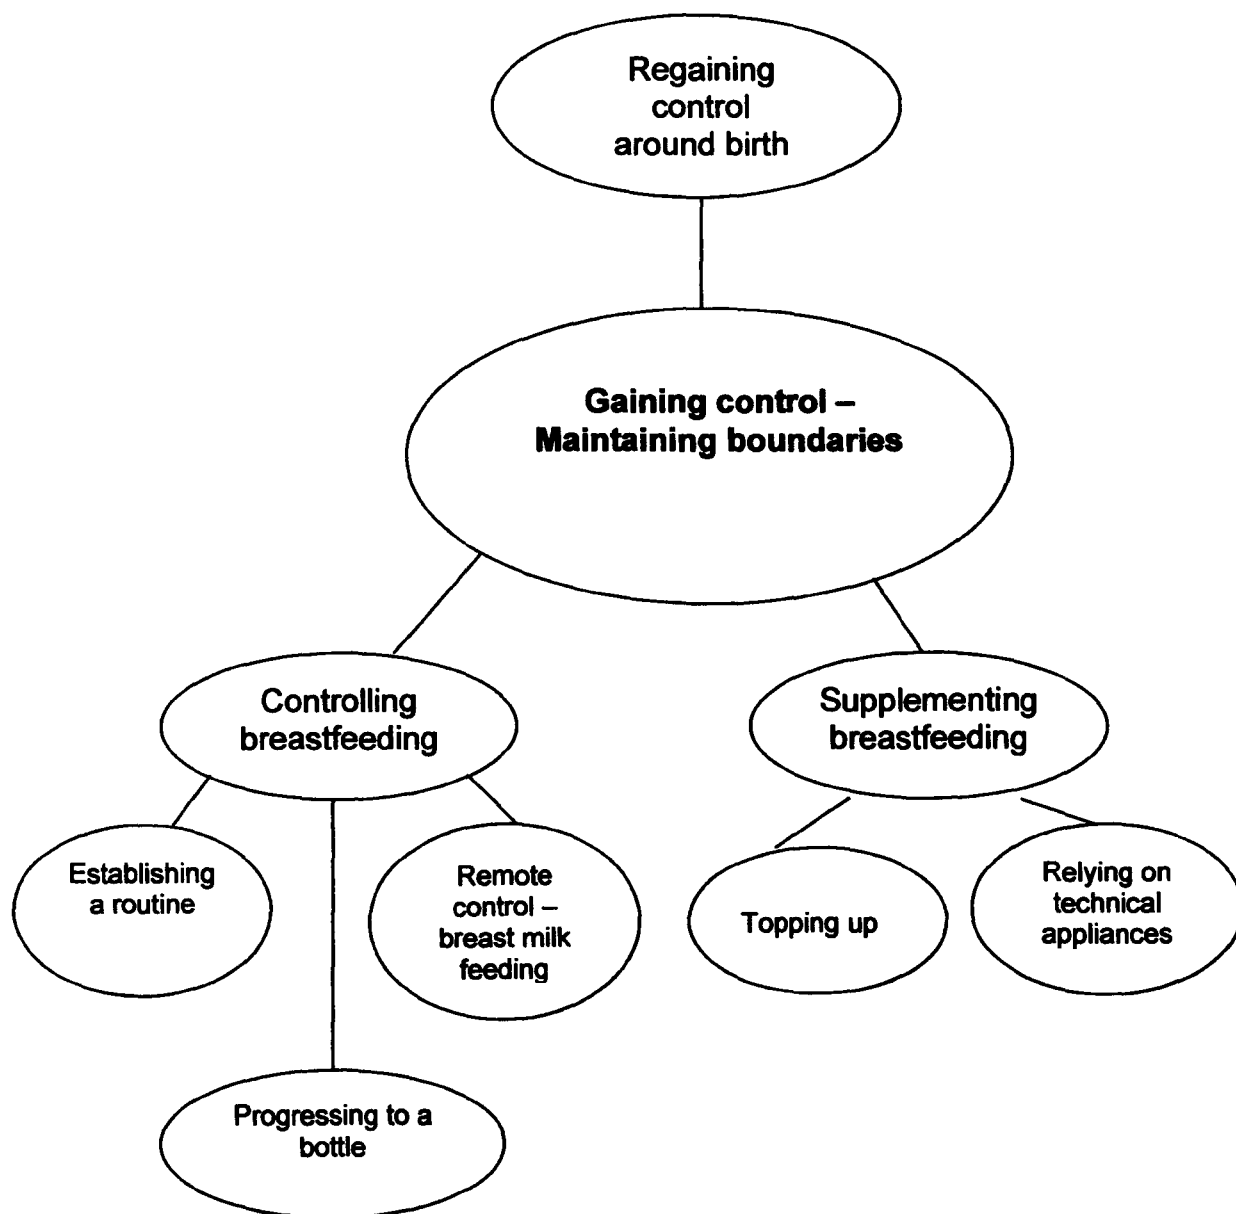 Regaining
control
around birth
Gaining control –
Maintaining boundaries
Controlling
breastfeeding
Supplementing
breastfeeding
Establishing
a routine
Remote
control –
breast milk
feeding
Topping up
Relying on
technical
appliances
Progressing to a
bottle